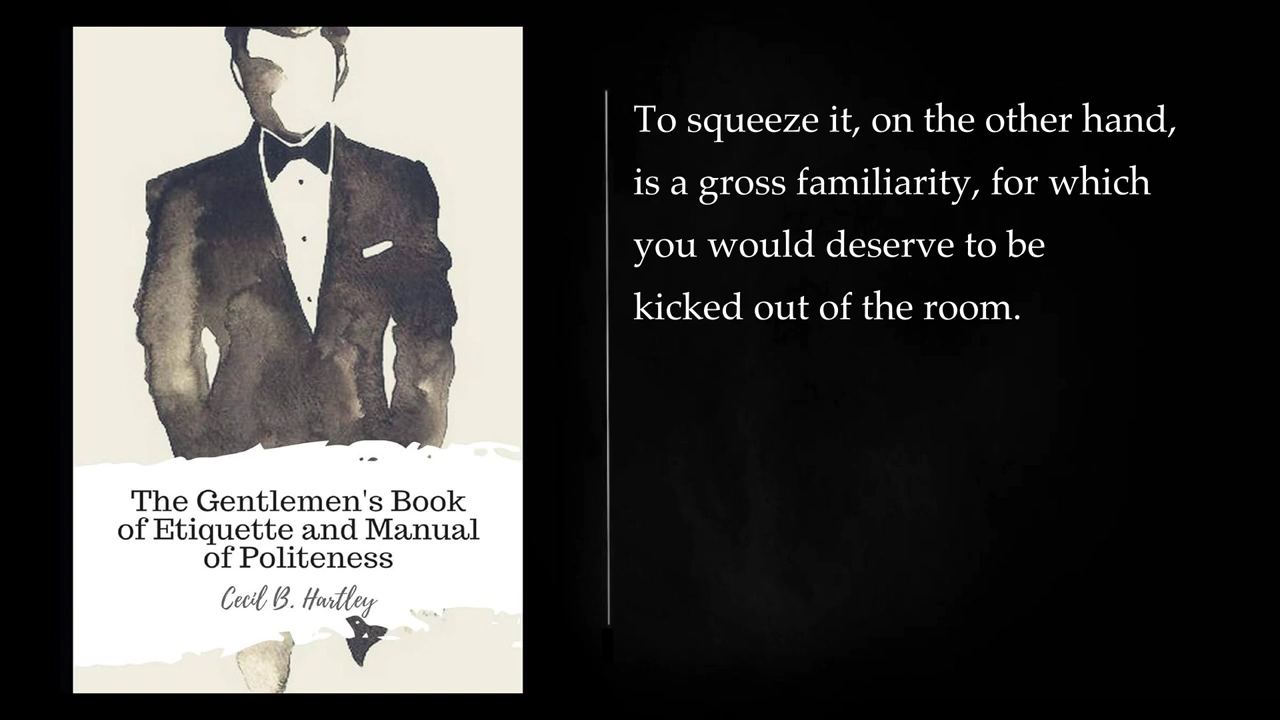 The Gentlemen's Book
of Etiquette and Manual
of Politeness
Cecil B. Hartley
To squeeze it, on the other hand,
is a gross familiarity, for which
you would deserve to be
kicked out of the room.